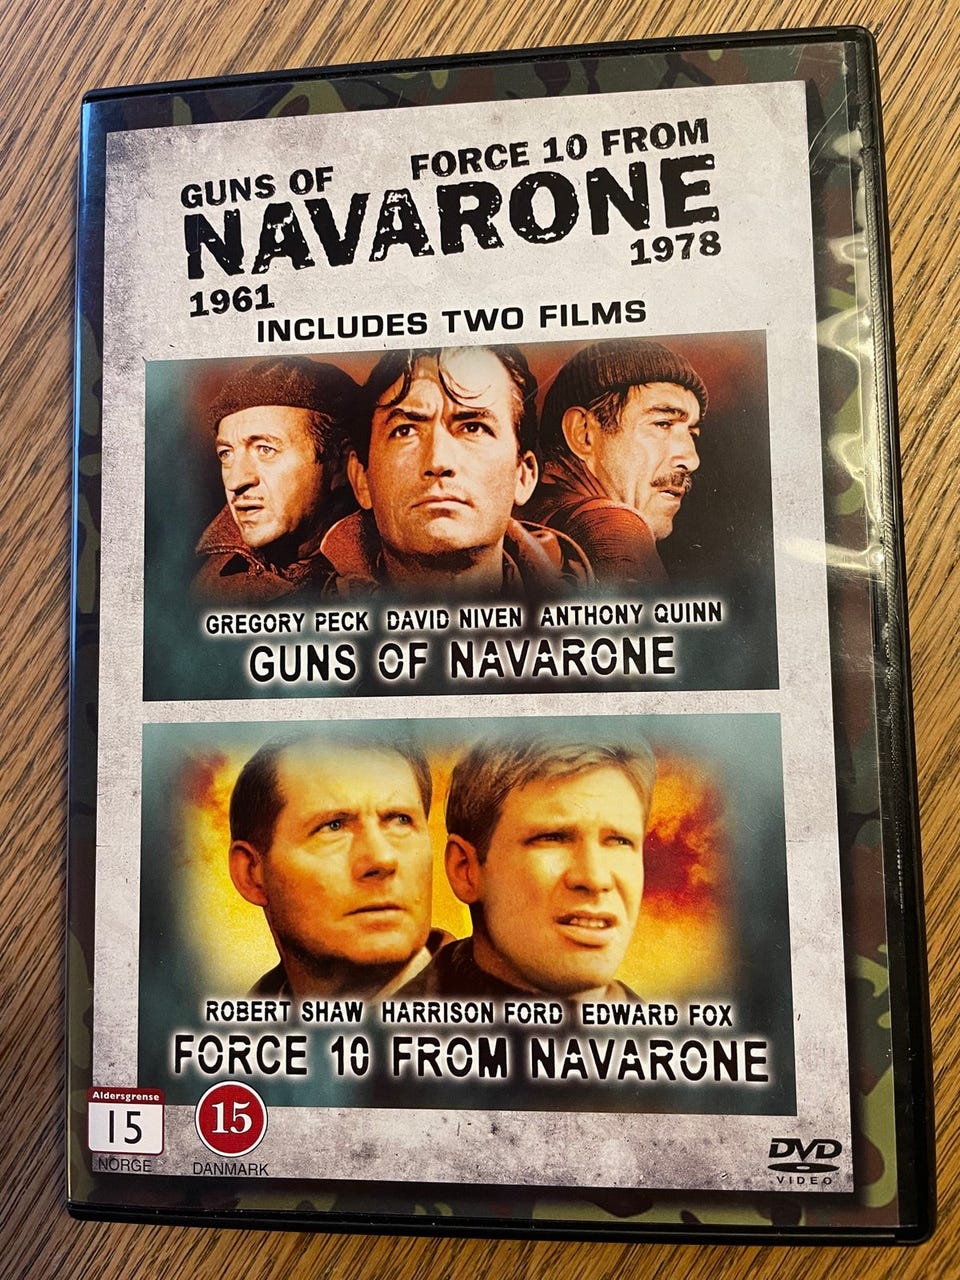 GUNS OF
FORCE 10 FROM
NAVARONE
1961
1978
INCLUDES TWO FILMS
GREGORY PECK DAVID NIVEN ANTHONY QUINN
GUNS OF NAVARONE
ROBERT SHAW HARRISON FORD EDWARD FOX
FORCE 10 FROM NAVARONE
Aldersgrense
15
NORGE
15
DANMARK
DVD
VIDEO